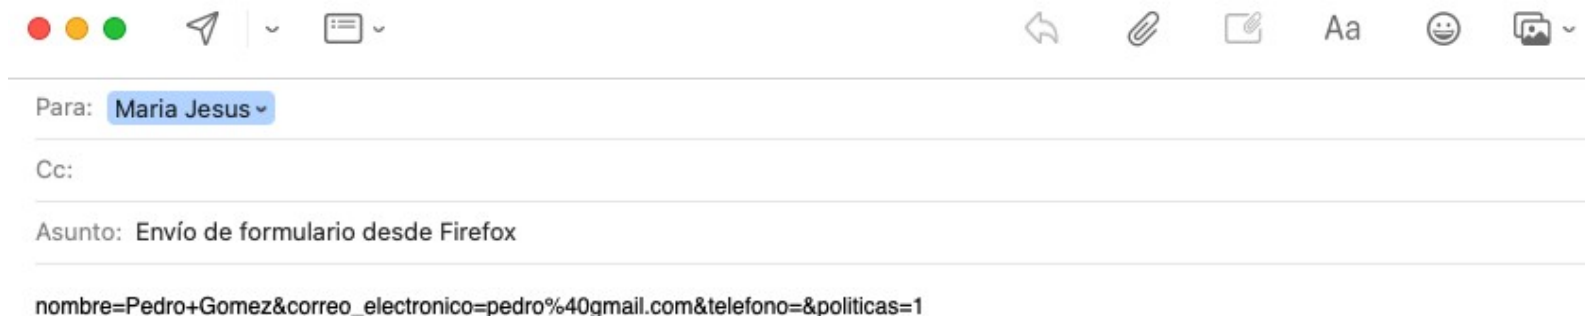 Aa
Para: Maria Jesus
Cc:
Asunto: Envío de formulario desde Firefox
nombre=Pedro+Gomez&correo_electronico=pedro%40gmail.com&telefono=&politicas=1